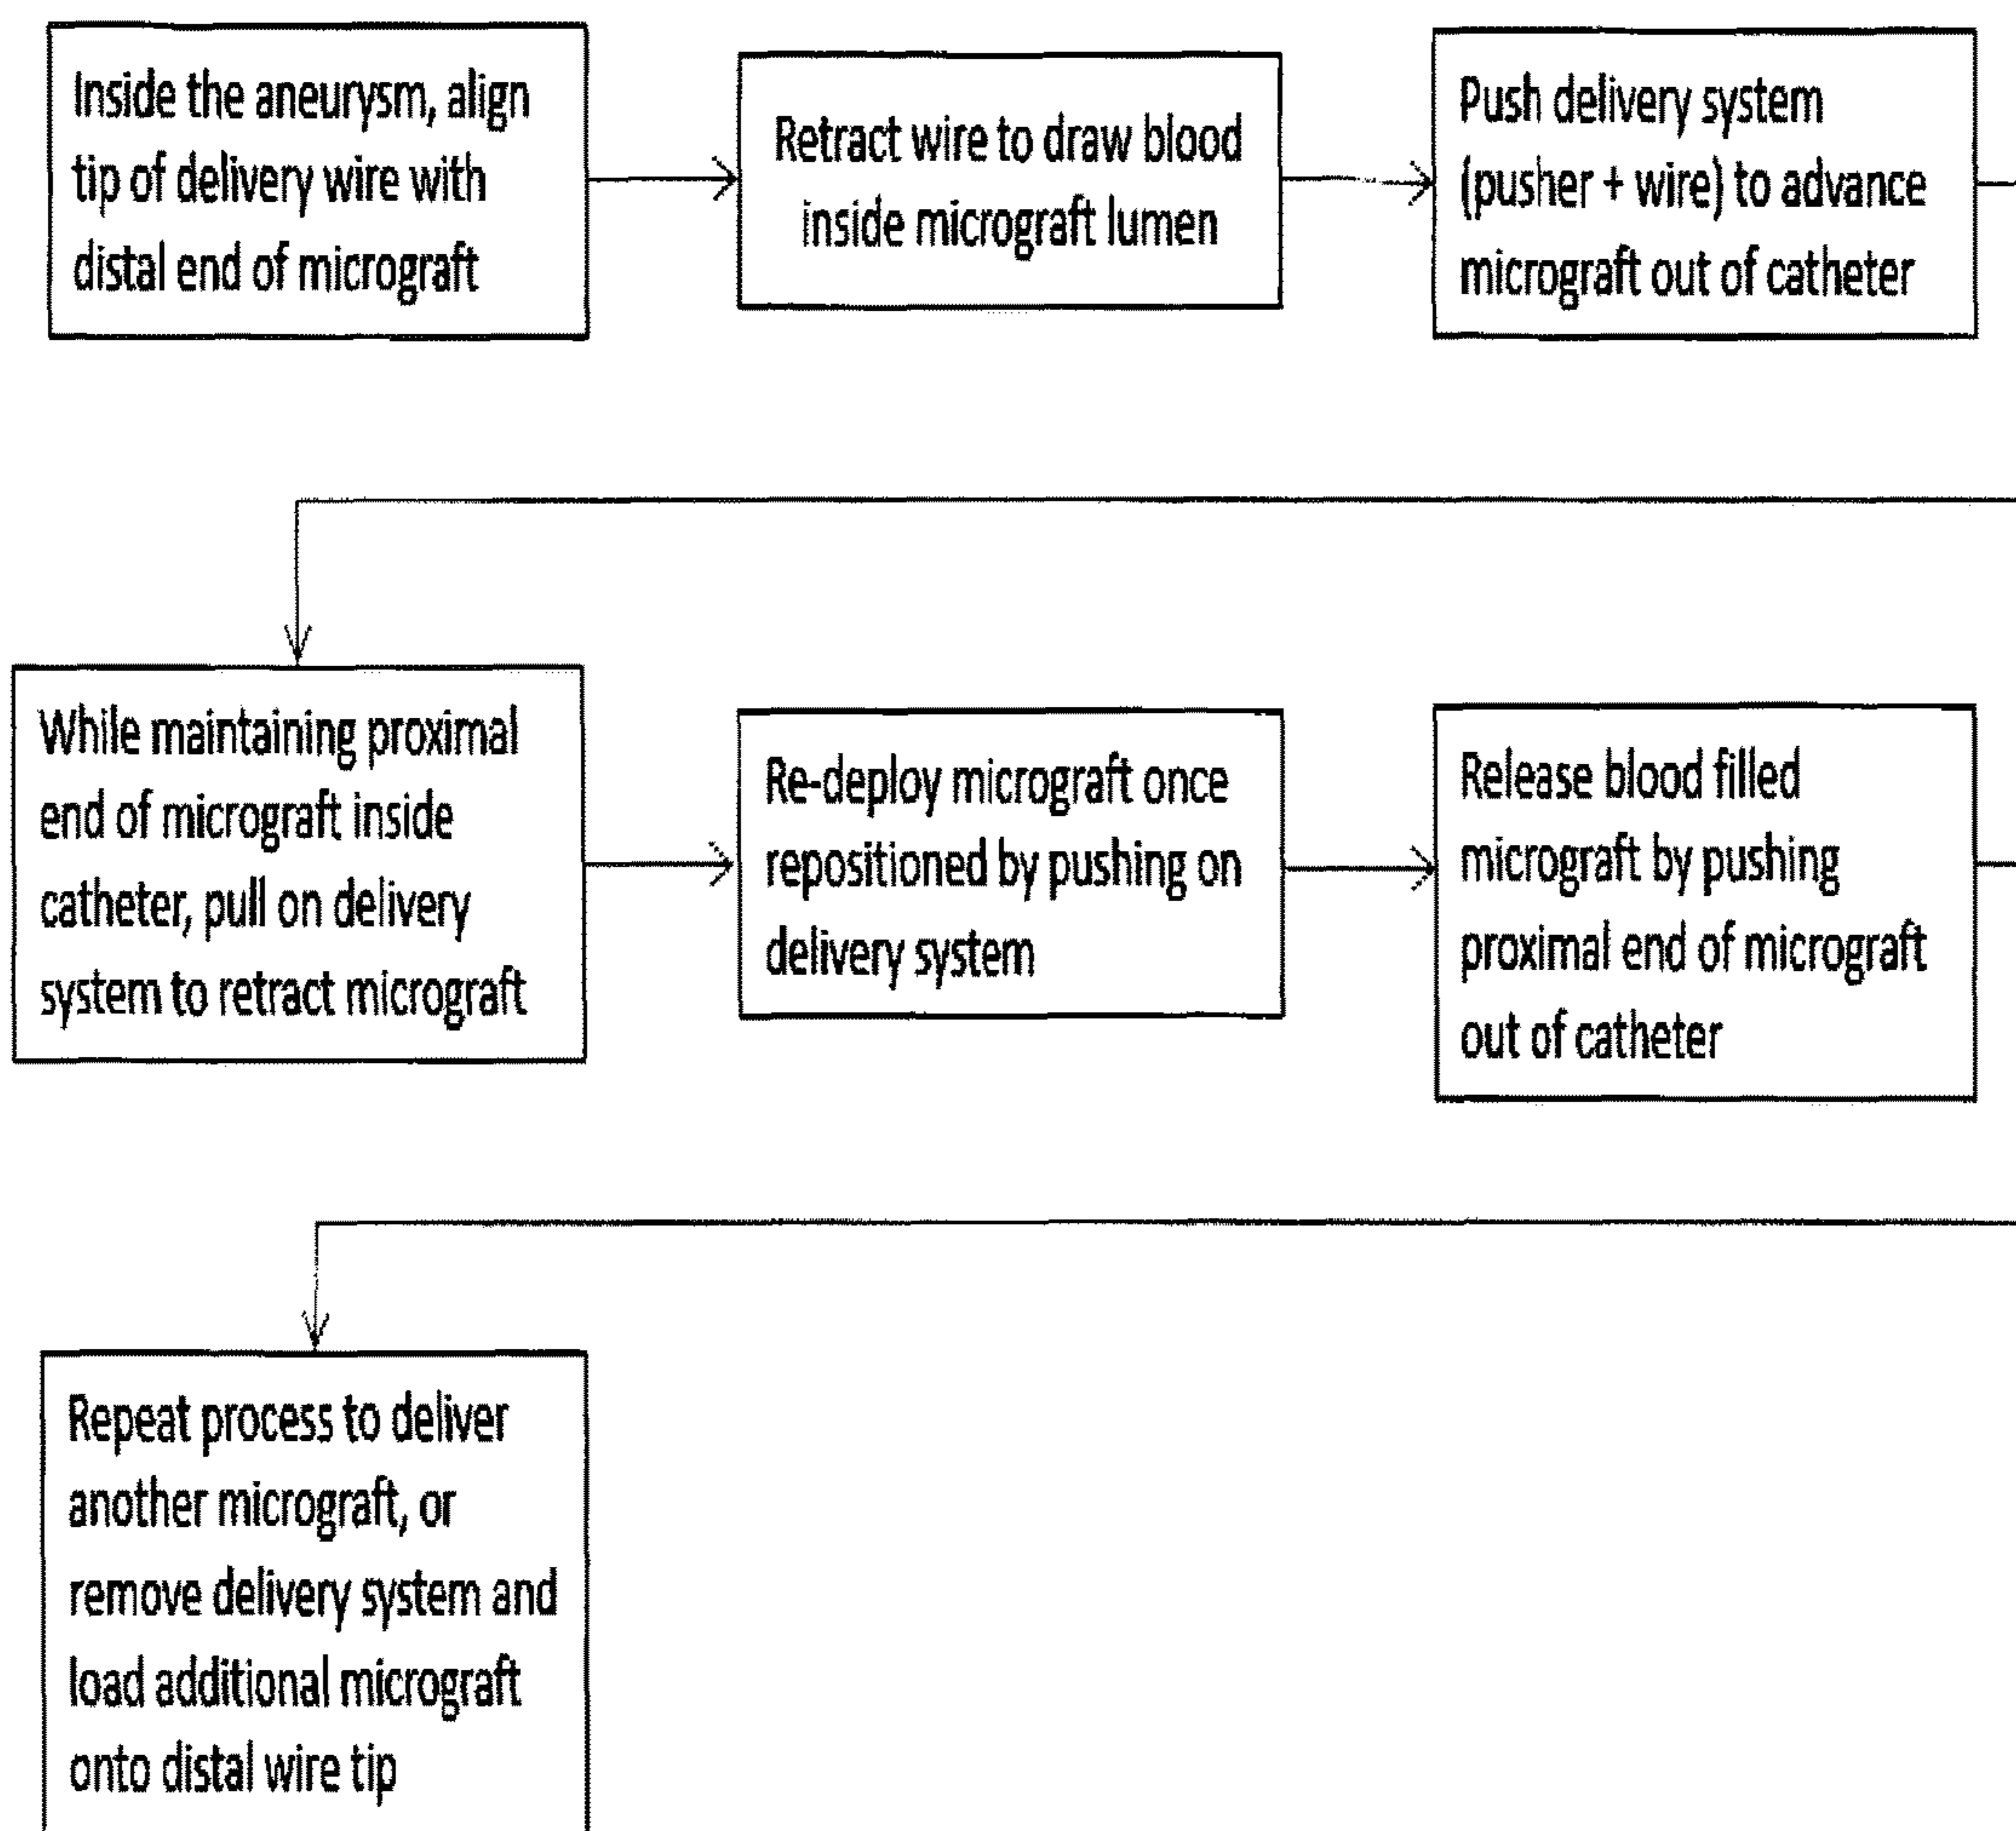 Inside the aneurysm, align
tip of delivery wire with
distal end of micrograft
Retract wire to draw blood
inside micrograft lumen
Push delivery system
(pusher + wire) to advance
micrograft out of catheter
While maintaining proximal
end of micrograft inside
catheter, pull on delivery
system to retract micrograft
Re-deploy micrograft once
repositioned by pushing on
delivery system
Release blood filled
micrograft by pushing
proximal end of micrograft
out of catheter
Repeat process to deliver
another micrograft, or
remove delivery system and
load additional micrograft
onto distal wire tip